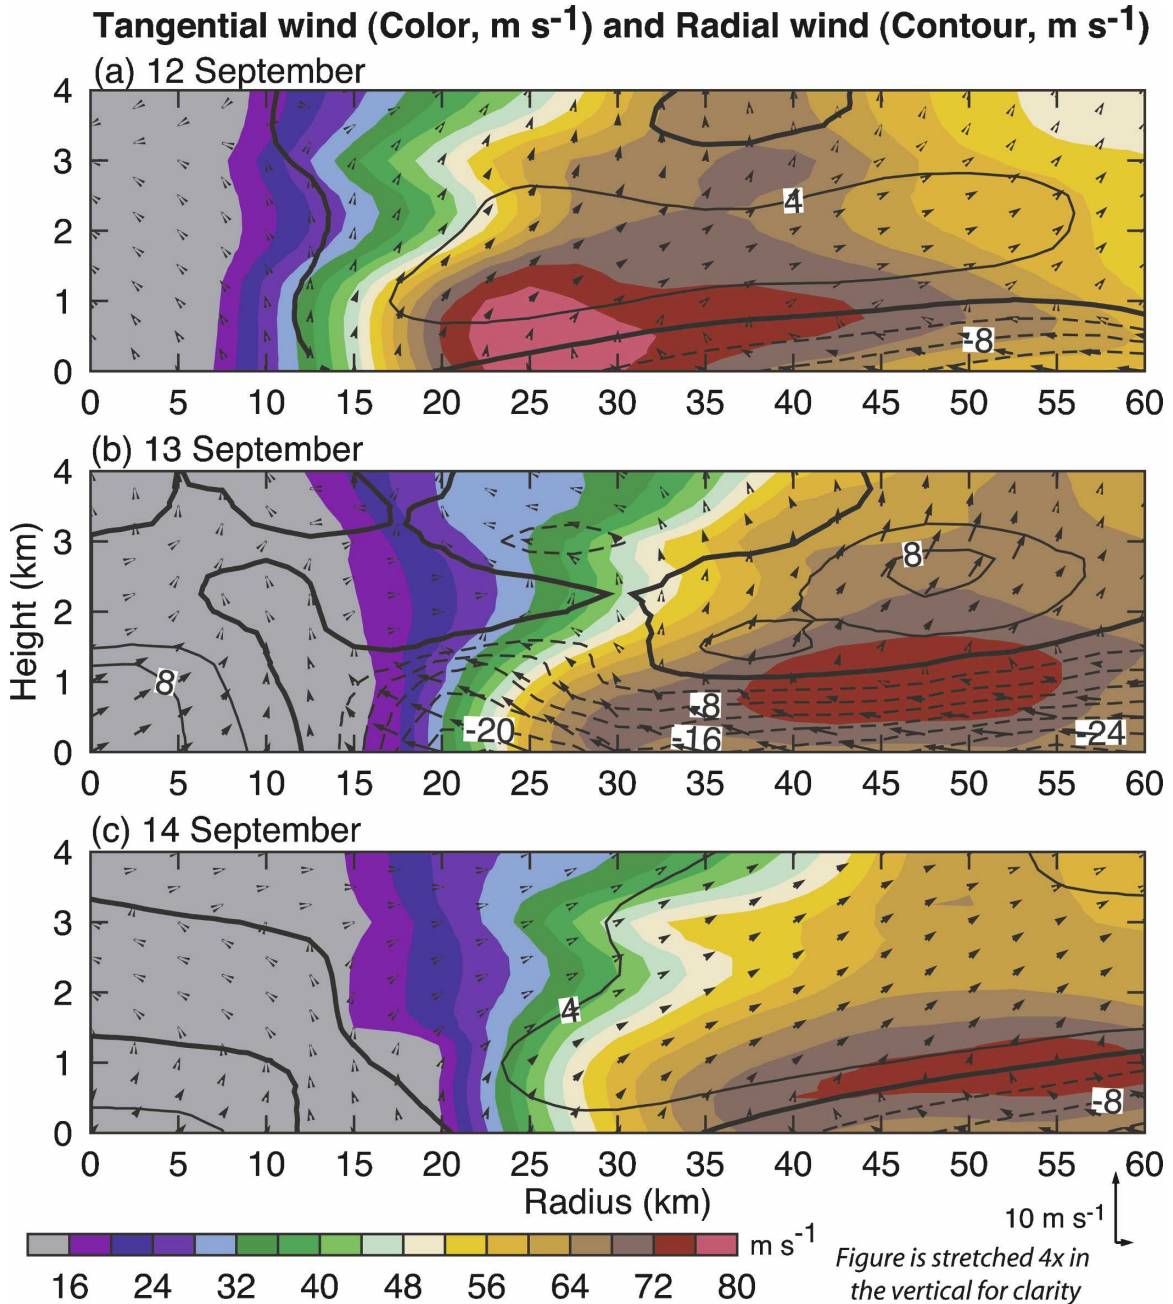 Tangential wind (Color, m s-1) and Radial wind (Contour, m s-1)
(a) 12 September
4
3
2
1
0
4
-8
0 5 10 15 20 25 30 35 40 45 50 55 60
(b) 13 September
4
3
2
1
0
Height (km)
8
8
-8
-20
-16
-24
0 5 10 15 20 25 30 35 40 45 50 55 60
(c) 14 September
4
3
2
1
0
4
-8
0 5 10 15 20 25 30 35 40 45 50 55 60
Radius (km)
10 m s-1
m s-1
16 24 32 40 48 56 64 72 80
Figure is stretched 4x in
the vertical for clarity